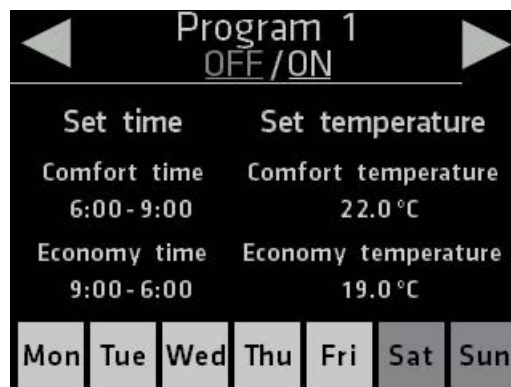 Program 1
OFF/ON
Set time
Set temperature
Comfort time
Comfort temperature
6:00-9:00
22.0°C
Economy time
Economy temperature
9:00-6:00
19.0°C
Mon Tue Wed Thu Fri Sat Sun